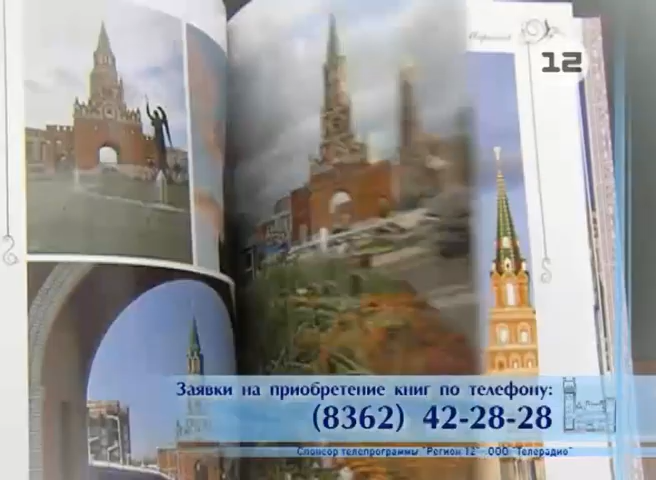 12
Заявки на приобретение книг по телефону:
(8362) 42-28-28
Спонсор телепрограммы "Регион 12" - ООО "Телерадио"